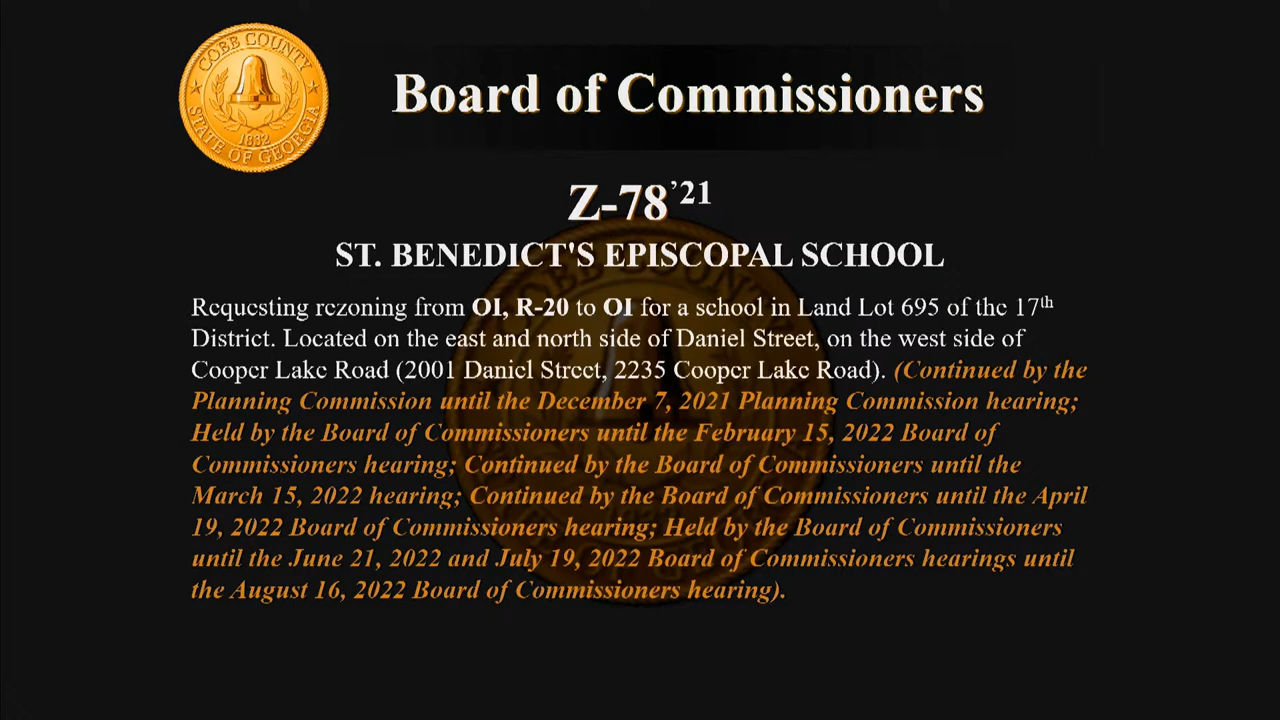 COBB COUNTY
1832
STATE OF GEORGIA
Board of Commissioners
Z-78'21
ST. BENEDICT'S EPISCOPAL SCHOOL
Requesting rezoning from OI, R-20 to OI for a school in Land Lot 695 of the 17th
District. Located on the east and north side of Daniel Street, on the west side of
Cooper Lake Road (2001 Daniel Street, 2235 Cooper Lake Road). (Continued by the
Planning Commission until the December 7, 2021 Planning Commission hearing;
Held by the Board of Commissioners until the February 15, 2022 Board of
Commissioners hearing; Continued by the Board of Commissioners until the
March 15, 2022 hearing; Continued by the Board of Commissioners until the April
19, 2022 Board of Commissioners hearing; Held by the Board of Commissioners
until the June 21, 2022 and July 19, 2022 Board of Commissioners hearings until
the August 16, 2022 Board of Commissioners hearing).